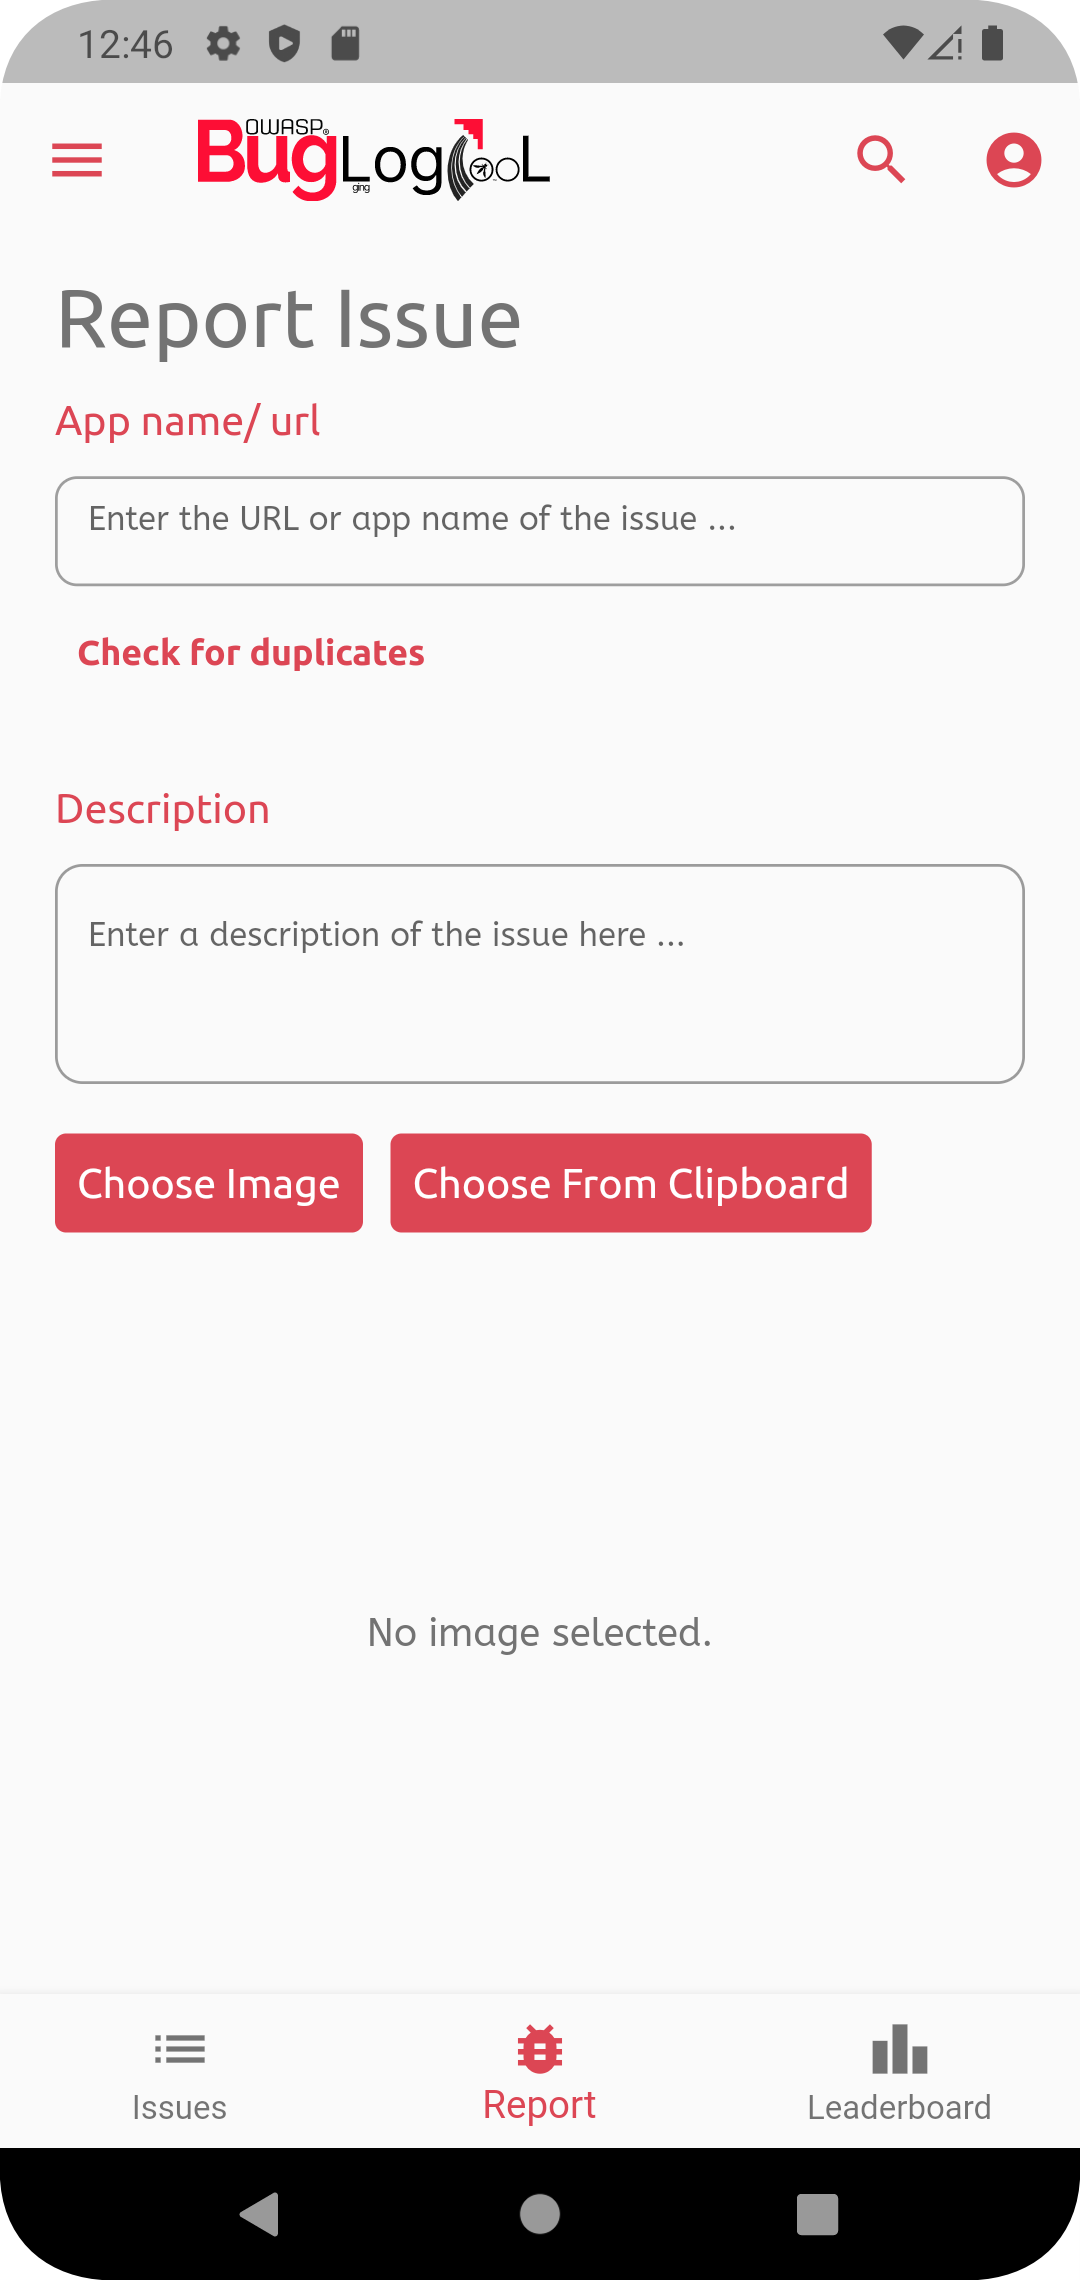 12:46
OWASP®
BugLogging TooL
Report Issue
App name/ url
Enter the URL or app name of the issue ...
Check for duplicates
Description
Enter a description of the issue here ...
Choose Image
Choose From Clipboard
No image selected.
Issues
Report
Leaderboard